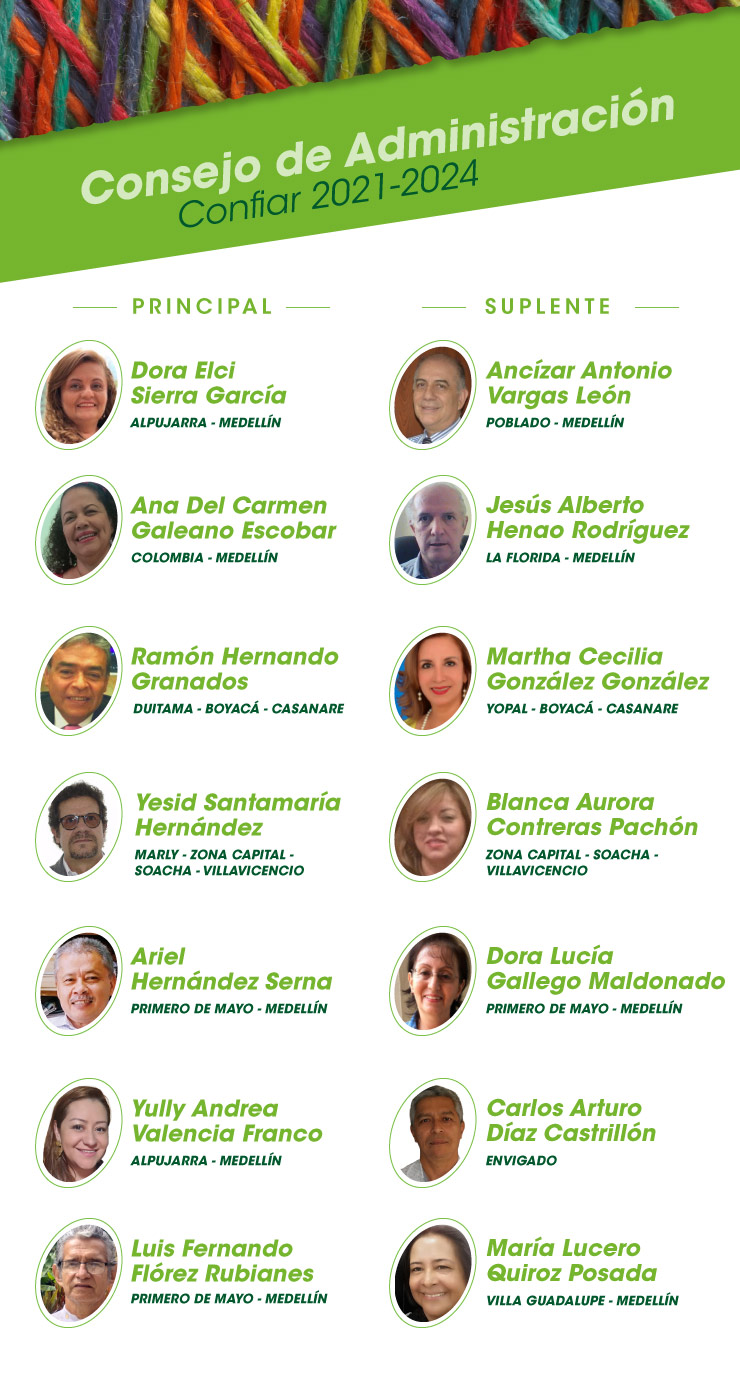 Consejo de Administración
Confiar 2021-2024
PRINCIPAL
SUPLENTE
Dora Elci
Sierra García
ALPUJARRA - MEDELLÍN
Ancízar Antonio
Vargas León
POBLADO - MEDELLÍN
Ana Del Carmen
Galeano Escobar
COLOMBIA - MEDELLÍN
Jesús Alberto
Henao Rodríguez
LA FLORIDA - MEDELLÍN
Ramón Hernando
Granados
DUITAMA - BOYACÁ - CASANARE
Martha Cecilia
González González
YOPAL - BOYACÁ - CASANARE
Yesid Santamaría
Hernández
MARLY - ZONA CAPITAL -
SOACHA - VILLAVICENCIO
Blanca Aurora
Contreras Pachón
ZONA CAPITAL - SOACHA -
VILLAVICENCIO
Ariel
Hernández Serna
PRIMERO DE MAYO - MEDELLÍN
Dora Lucía
Gallego Maldonado
PRIMERO DE MAYO - MEDELLÍN
Yully Andrea
Valencia Franco
ALPUJARRA - MEDELLÍN
Carlos Arturo
Díaz Castrillón
ENVIGADO
Luis Fernando
Flórez Rubianes
PRIMERO DE MAYO - MEDELLÍN
María Lucero
Quiroz Posada
VILLA GUADALUPE - MEDELLÍN